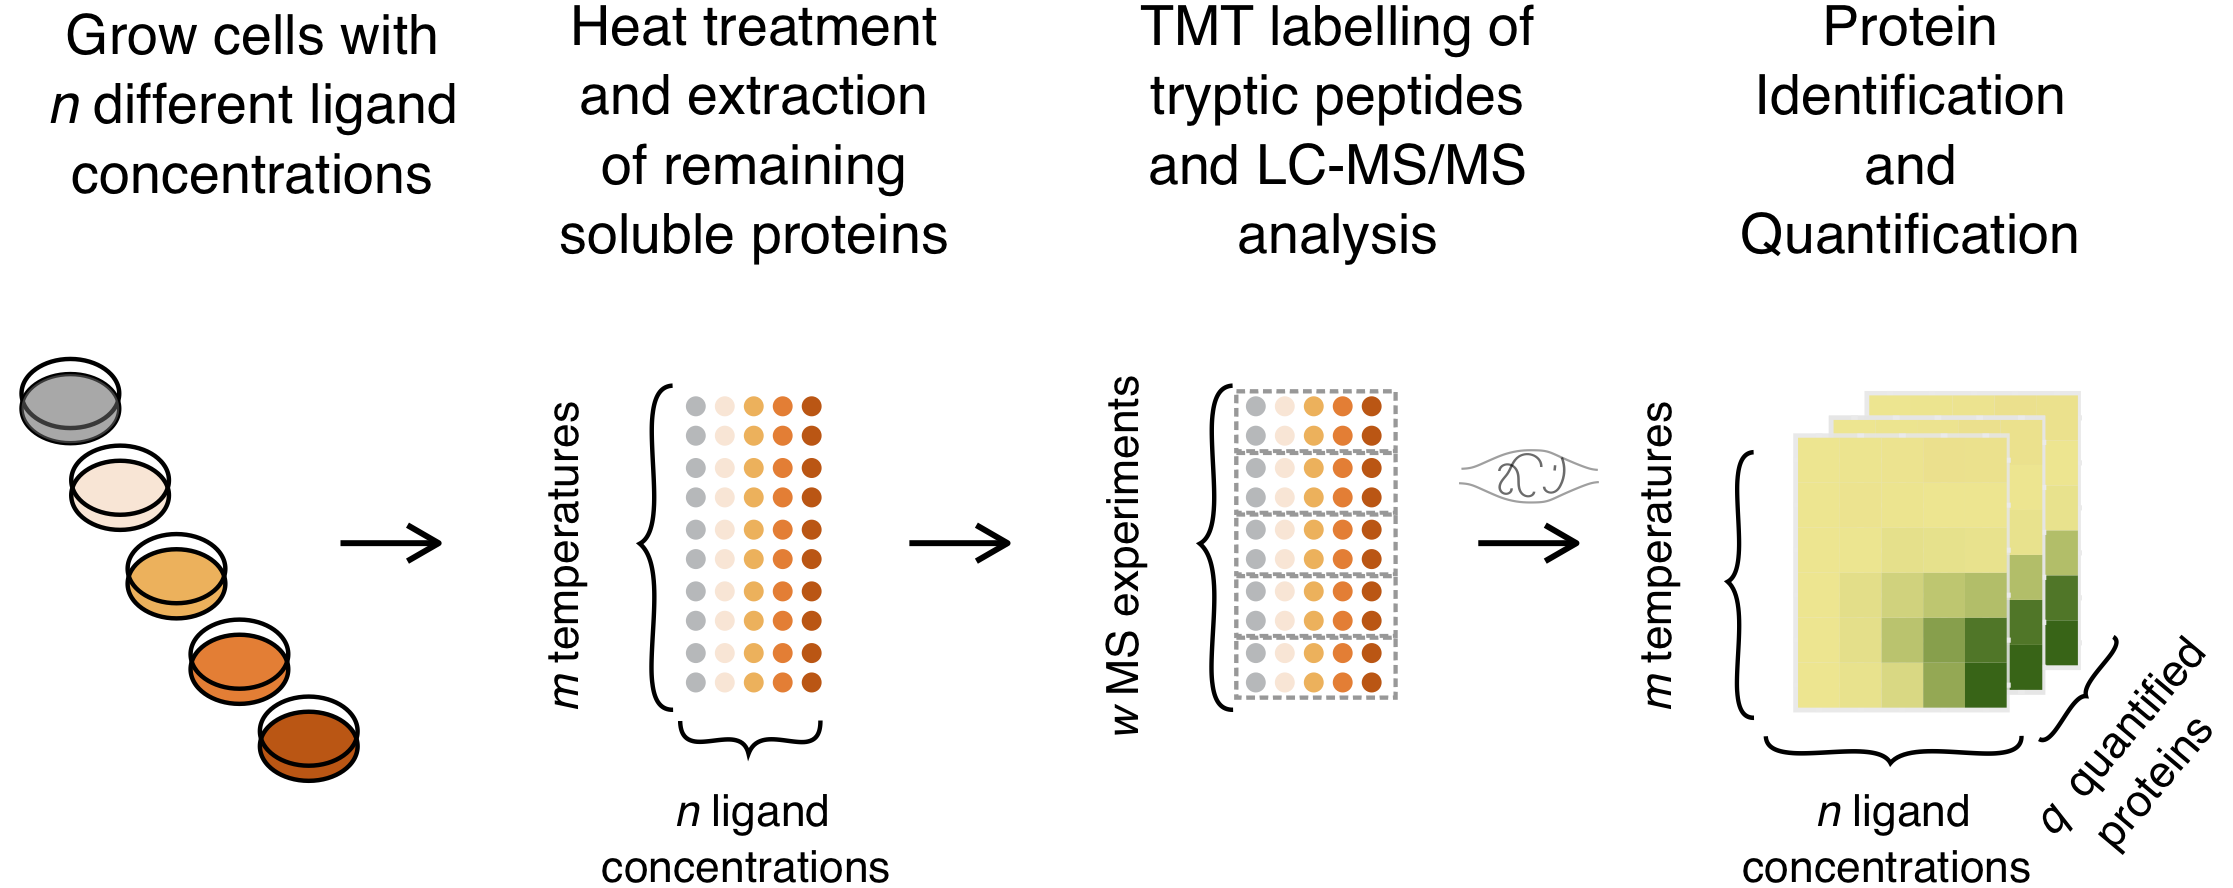 Grow cells with
n different ligand
concentrations
Heat treatment
and extraction
of remaining
soluble proteins
TMT labelling of
tryptic peptides
and LC-MS/MS
analysis
Protein
Identification
and
Quantification
m temperatures
n ligand
concentrations
w MS experiments
m temperatures
n ligand
concentrations
q quantified
proteins